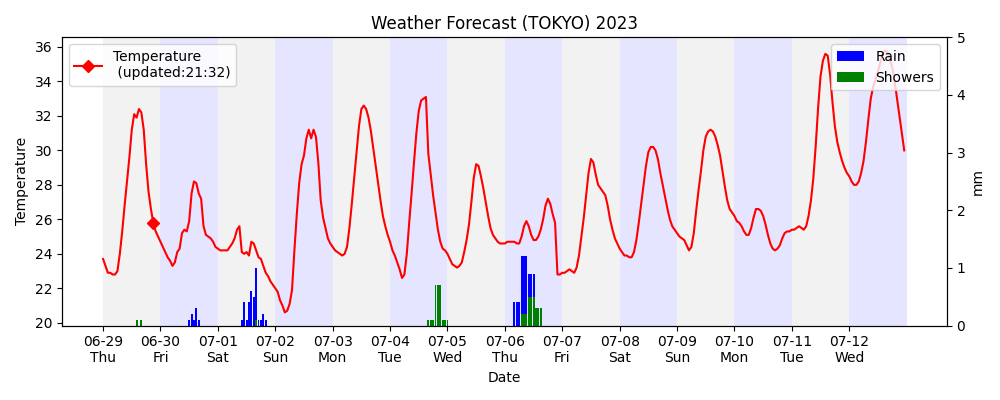 Weather Forecast (TOKYO) 2023
Temperature
(updated:21:32)
Rain
Showers
Temperature
36
34
32
30
28
26
24
22
20
5
4
3
2
1
0
mm
06-29 06-30 07-01 07-02 07-03 07-04 07-05 07-06 07-07 07-08 07-09 07-10 07-11 07-12
Thu Fri Sat Sun Mon Tue Wed Thu Fri Sat Sun Mon Tue Wed
Date